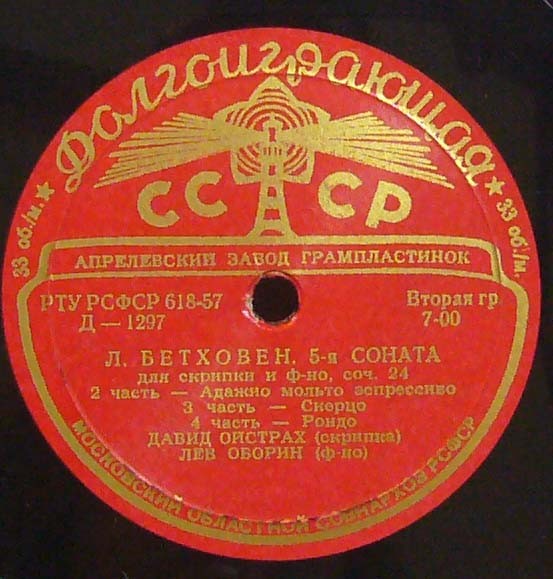 Долгоиграющая
★ 33 об./м.
★ 33 об./м.
СССР
АПРЕЛЕВСКИЙ ЗАВОД ГРАМПЛАСТИНОК
РТУ РСФСР 618-57
Д — 1297
Вторая гр
7-00
Л. БЕТХОВЕН. 5-я СОНАТА
для скрипки и ф-но, соч. 24
2 часть — Адажио мольто эспрессиво
3 часть — Скерцо
4 часть — Рондо
ДАВИД ОЙСТРАХ (скрипка)
ЛЕВ ОБОРИН (ф-но)
МОСКОВСКИЙ ОБЛАСТНОЙ СОВНАРХОЗ РСФСР